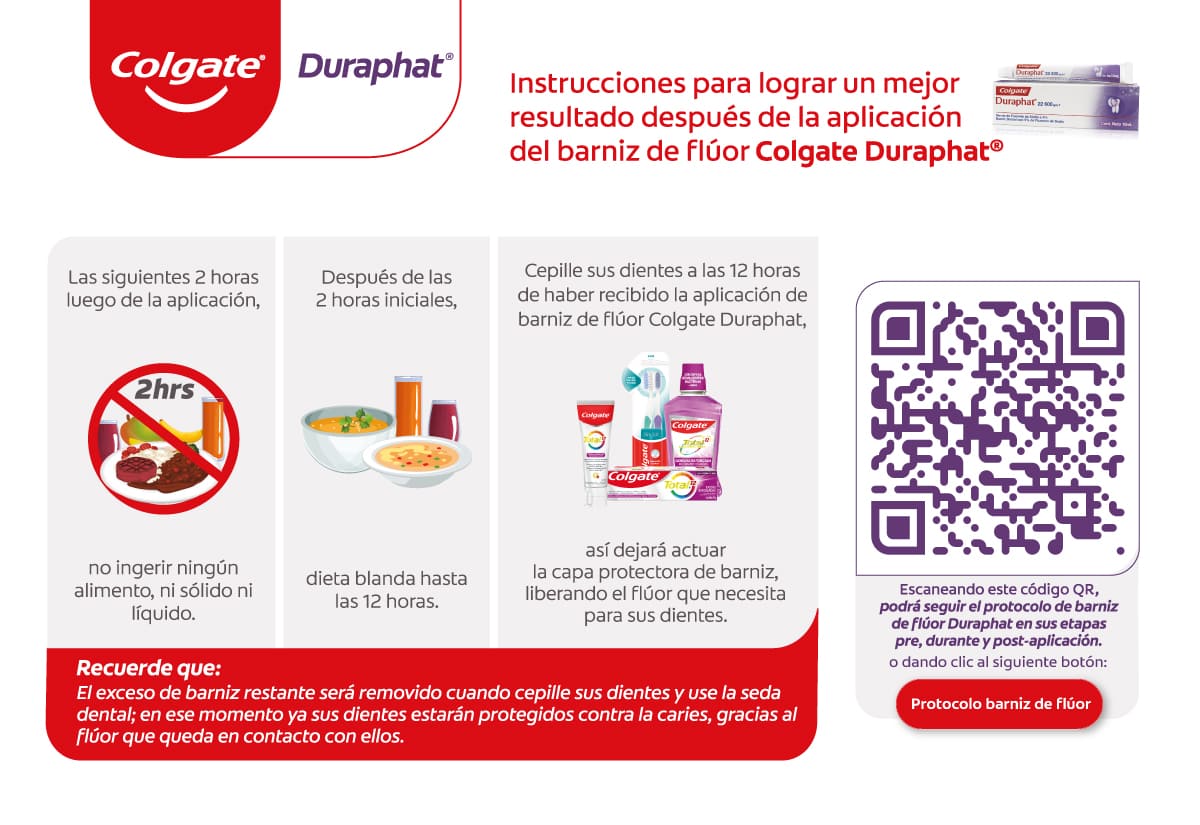 Colgate®
Duraphat®
Instrucciones para lograr un mejor
resultado después de la aplicación
del barniz de flúor Colgate Duraphat®
Colgate
Duraphat
Colgate
Duraphat® 22 600
Las siguientes 2 horas
luego de la aplicación,
2hrs
no ingerir ningún
alimento, ni sólido ni
líquido.
Después de las
2 horas iniciales,
dieta blanda hasta
las 12 horas.
Cepille sus dientes a las 12 horas
de haber recibido la aplicación de
barniz de flúor Colgate Duraphat,
Colgate
Total
Colgate
Total 12
Colgate
Total 12
así dejará actuar
la capa protectora de barniz,
liberando el flúor que necesita
para sus dientes.
Recuerde que:
El exceso de barniz restante será removido cuando cepille sus dientes y use la seda
dental; en ese momento ya sus dientes estarán protegidos contra la caries, gracias al
flúor que queda en contacto con ellos.
Escaneando este código QR,
podrá seguir el protocolo de barniz
de flúor Duraphat en sus etapas
pre, durante y post-aplicación.
o dando clic al siguiente botón:
Protocolo barniz de flúor